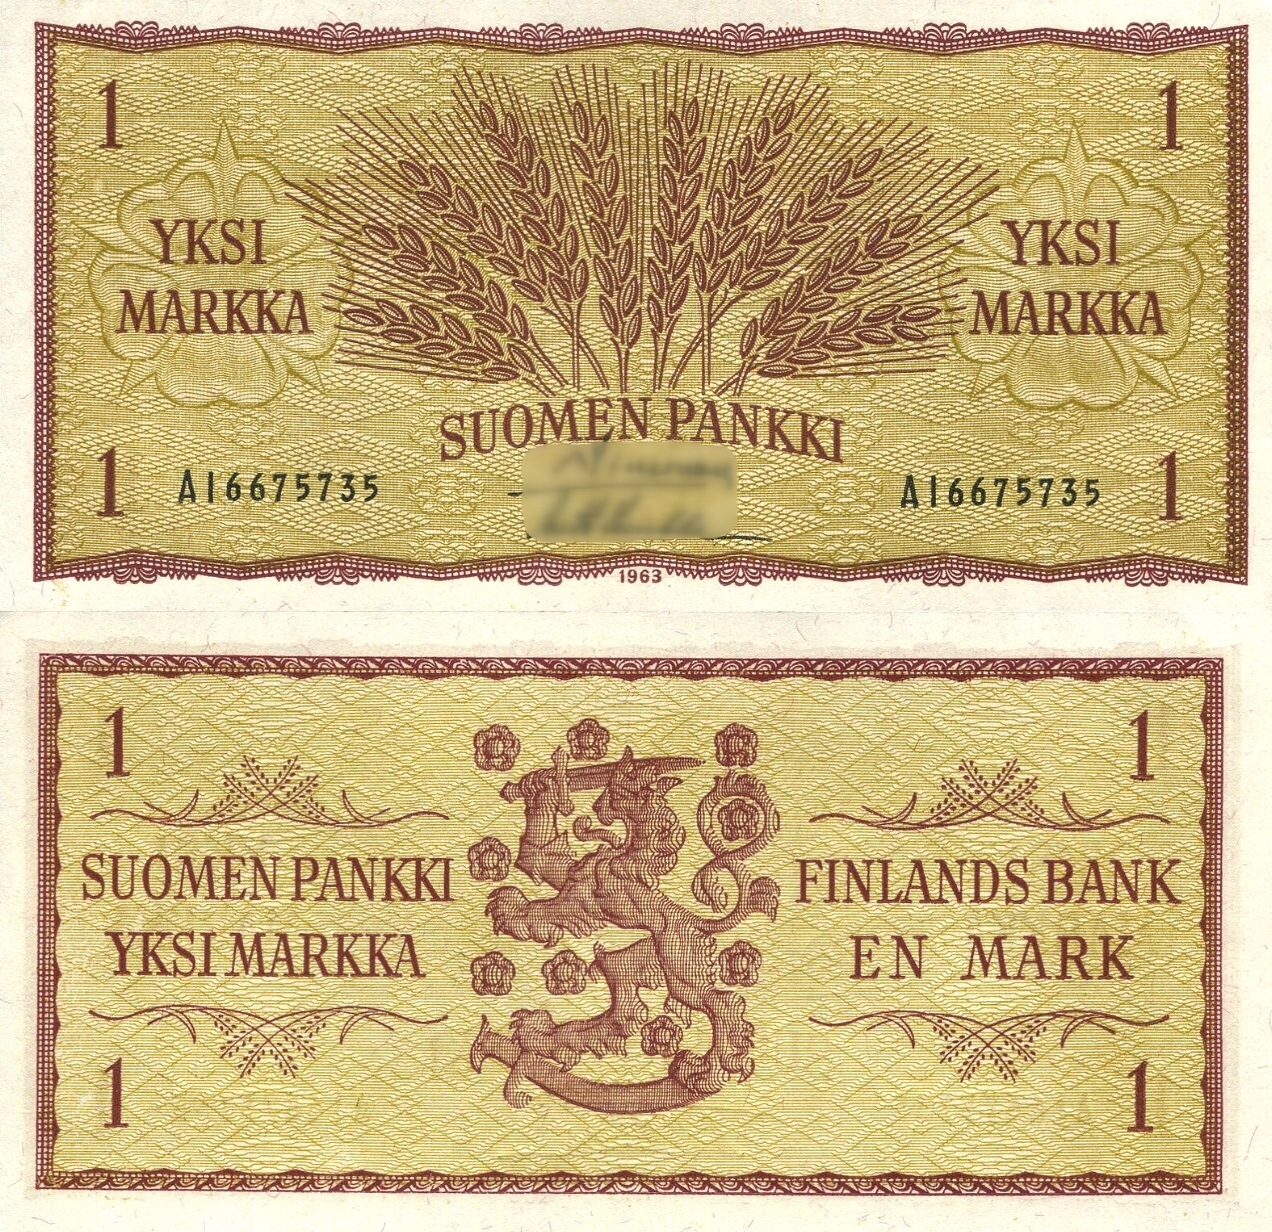 1 1
YKSI YKSI
MARKKA MARKKA
SUOMEN PANKKI
1 1
A16675735 A16675735
1963
1 1
SUOMEN PANKKI FINLANDS BANK
YKSI MARKKA EN MARK
1 1